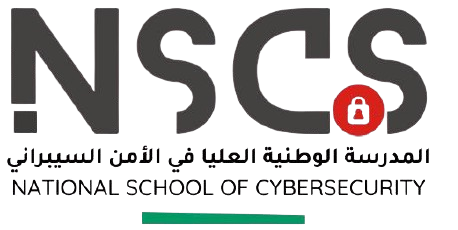 NSCS
المدرسة الوطنية العليا في الأمن السيبراني
NATIONAL SCHOOL OF CYBERSECURITY